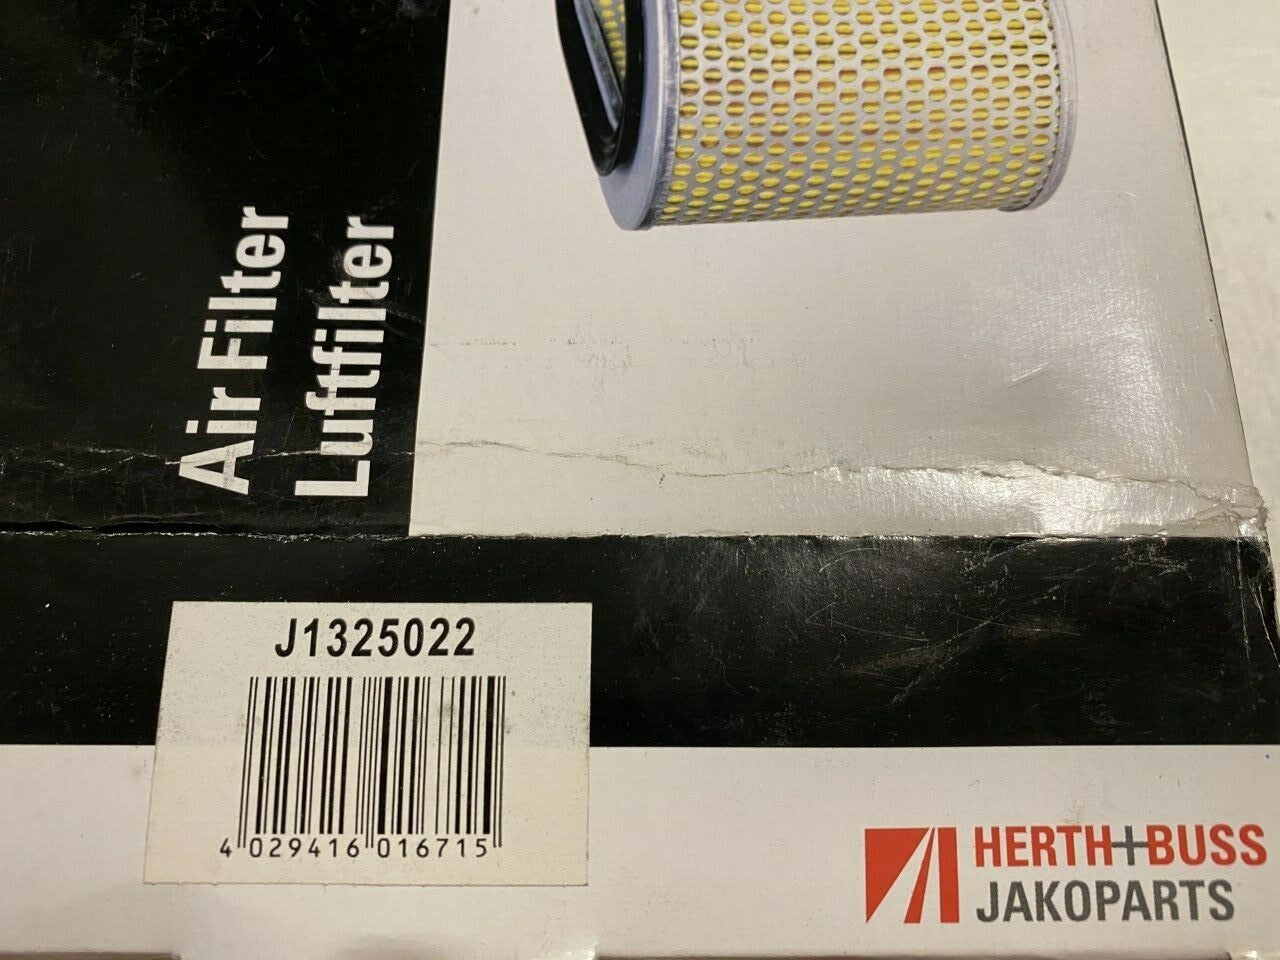 Air Filter
Luftfilter
J1325022
4 029416 016715
HERTH+BUSS
JAKOPARTS